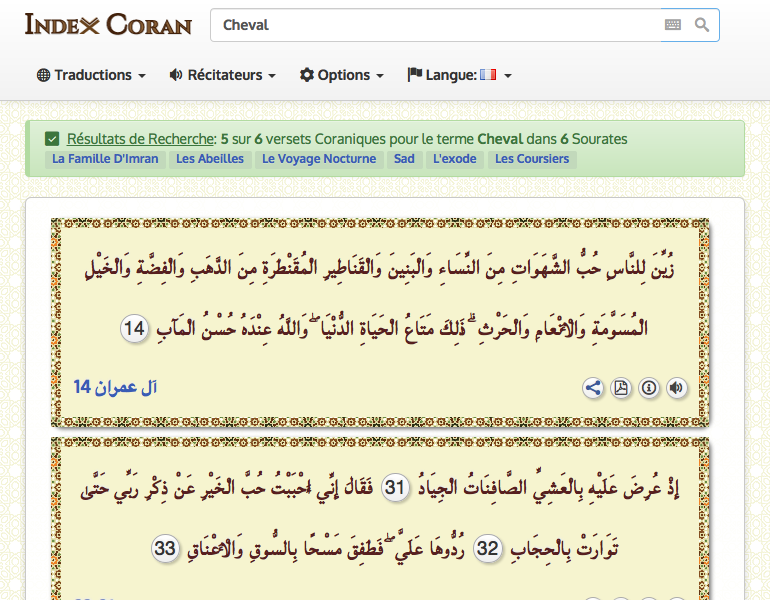 INDEX CORAN
Cheval
Traductions Récitateurs Options Langue:
Résultats de Recherche: 5 sur 6 versets Coraniques pour le terme Cheval dans 6 Sourates
La Famille D'Imran Les Abeilles Le Voyage Nocturne Sad L'exode Les Coursiers
زُيِّنَ لِلنَّاسِ حُبُّ الشَّهَوَاتِ مِنَ النِّسَاءِ وَالْبَنِينَ وَالْقَنَاطِيرِ الْمُقَنْطَرَةِ مِنَ الذَّهَبِ وَالْفِضَّةِ وَالْخَيْلِ
الْمُسَوَّمَةِ وَالْأَنْعَامِ وَالْحَرْثِ ۗ ذَٰلِكَ مَتَاعُ الْحَيَاةِ الدُّنْيَا ۖ وَاللَّهُ عِنْدَهُ حُسْنُ الْمَآبِ 14
آل عمران 14
إِذْ عُرِضَ عَلَيْهِ بِالْعَشِيِّ الصَّافِنَاتُ الْجِيَادُ 31 فَقَالَ إِنِّي أَحْبَبْتُ حُبَّ الْخَيْرِ عَنْ ذِكْرِ رَبِّي حَتَّىٰ
تَوَارَتْ بِالْحِجَابِ 32 رُدُّوهَا عَلَيَّ ۖ فَطَفِقَ مَسْحًا بِالسُّوقِ وَالْأَعْنَاقِ 33